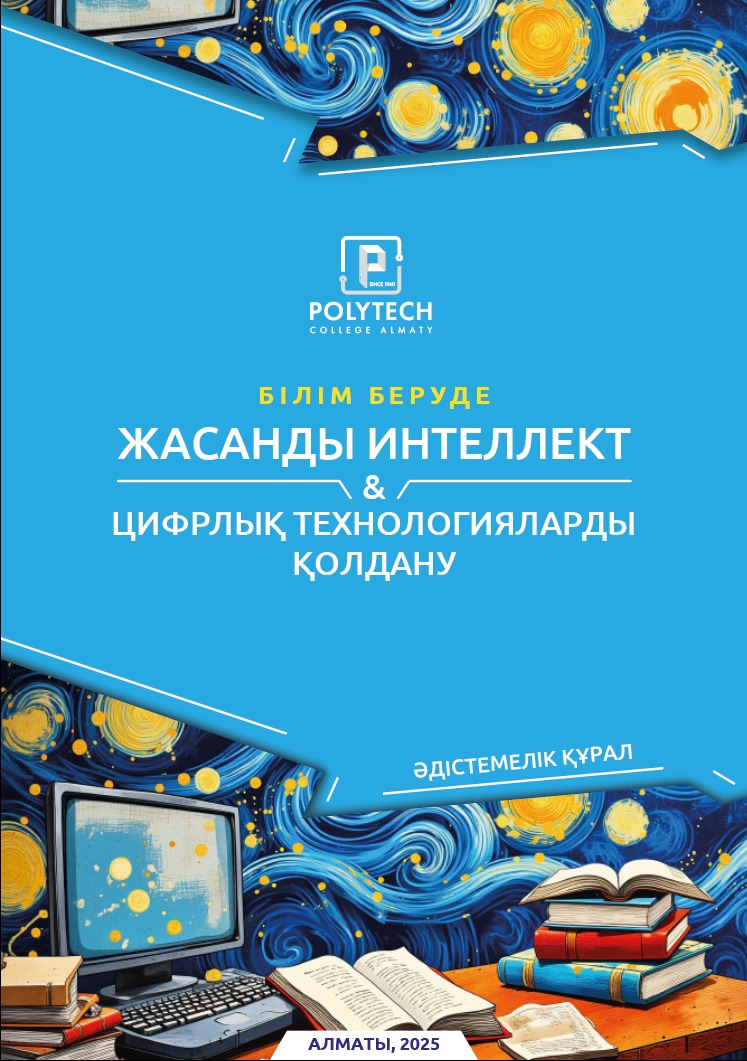 SINCE 1960
POLYTECH
COLLEGE ALMATY
БІЛІМ БЕРУДЕ
ЖАСАНДЫ ИНТЕЛЛЕКТ
&
ЦИФРЛЫҚ ТЕХНОЛОГИЯЛАРДЫ
ҚОЛДАНУ
ӘДІСТЕМЕЛІК ҚҰРАЛ
АЛМАТЫ, 2025